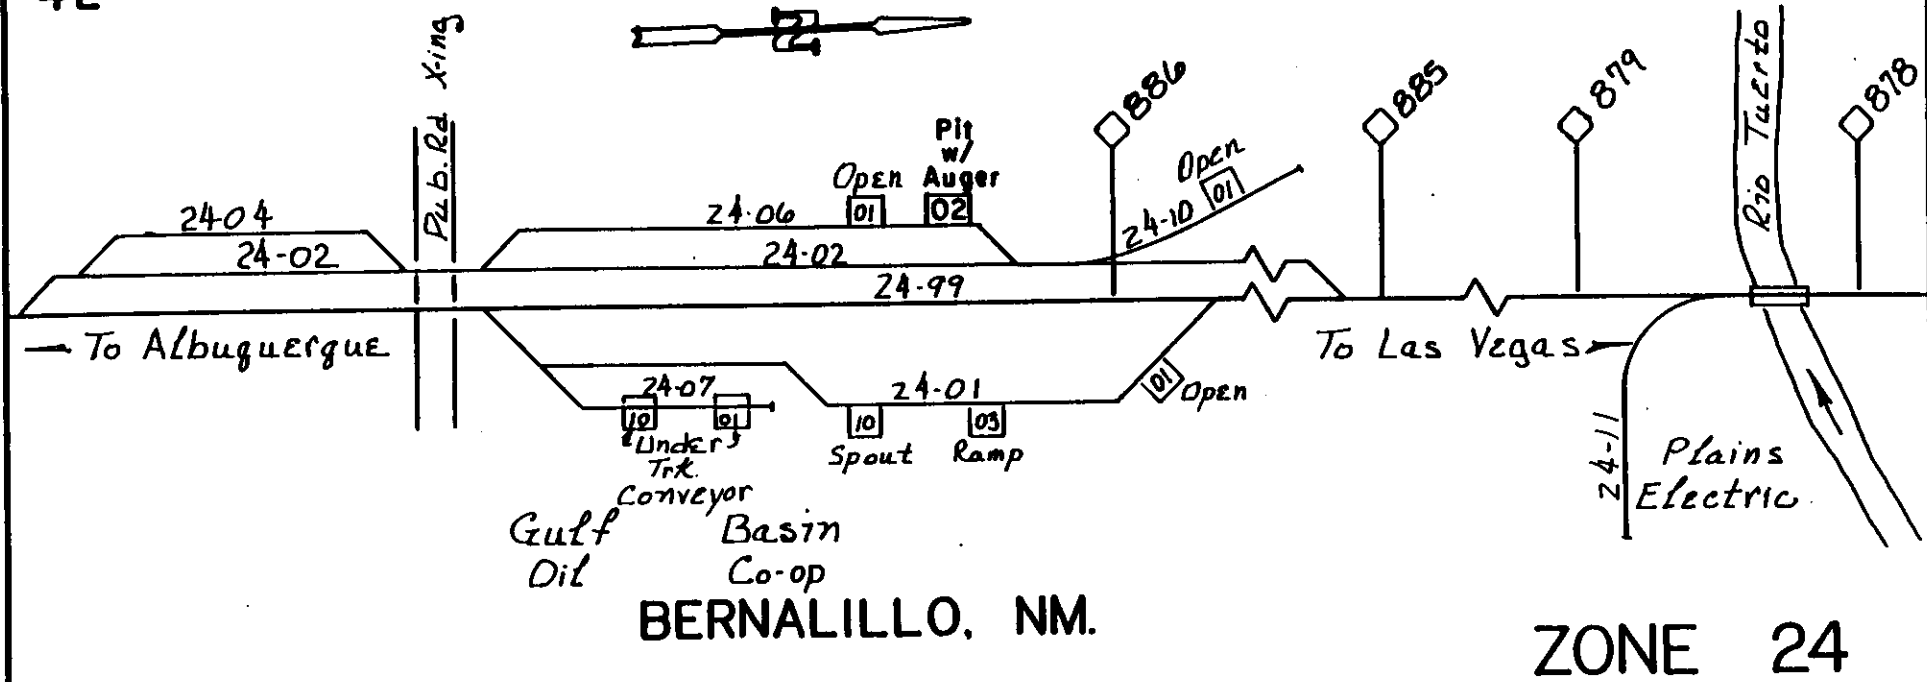 N
Pub. Rd X-ing
886
885
879
878
Rio Tuerto
Pit
w/
Auger
Open
01
02
Open
01
24-10
24-04
24-06
24-02
24-02
24-99
To Albuquerque
To Las Vegas
24-07
24-01
01
Open
10
01
10
03
Under
Trk.
Conveyor
Spout
Ramp
24-11
Plains
Electric
Gulf
Oil
Basin
Co-op
BERNALILLO, NM.
ZONE 24